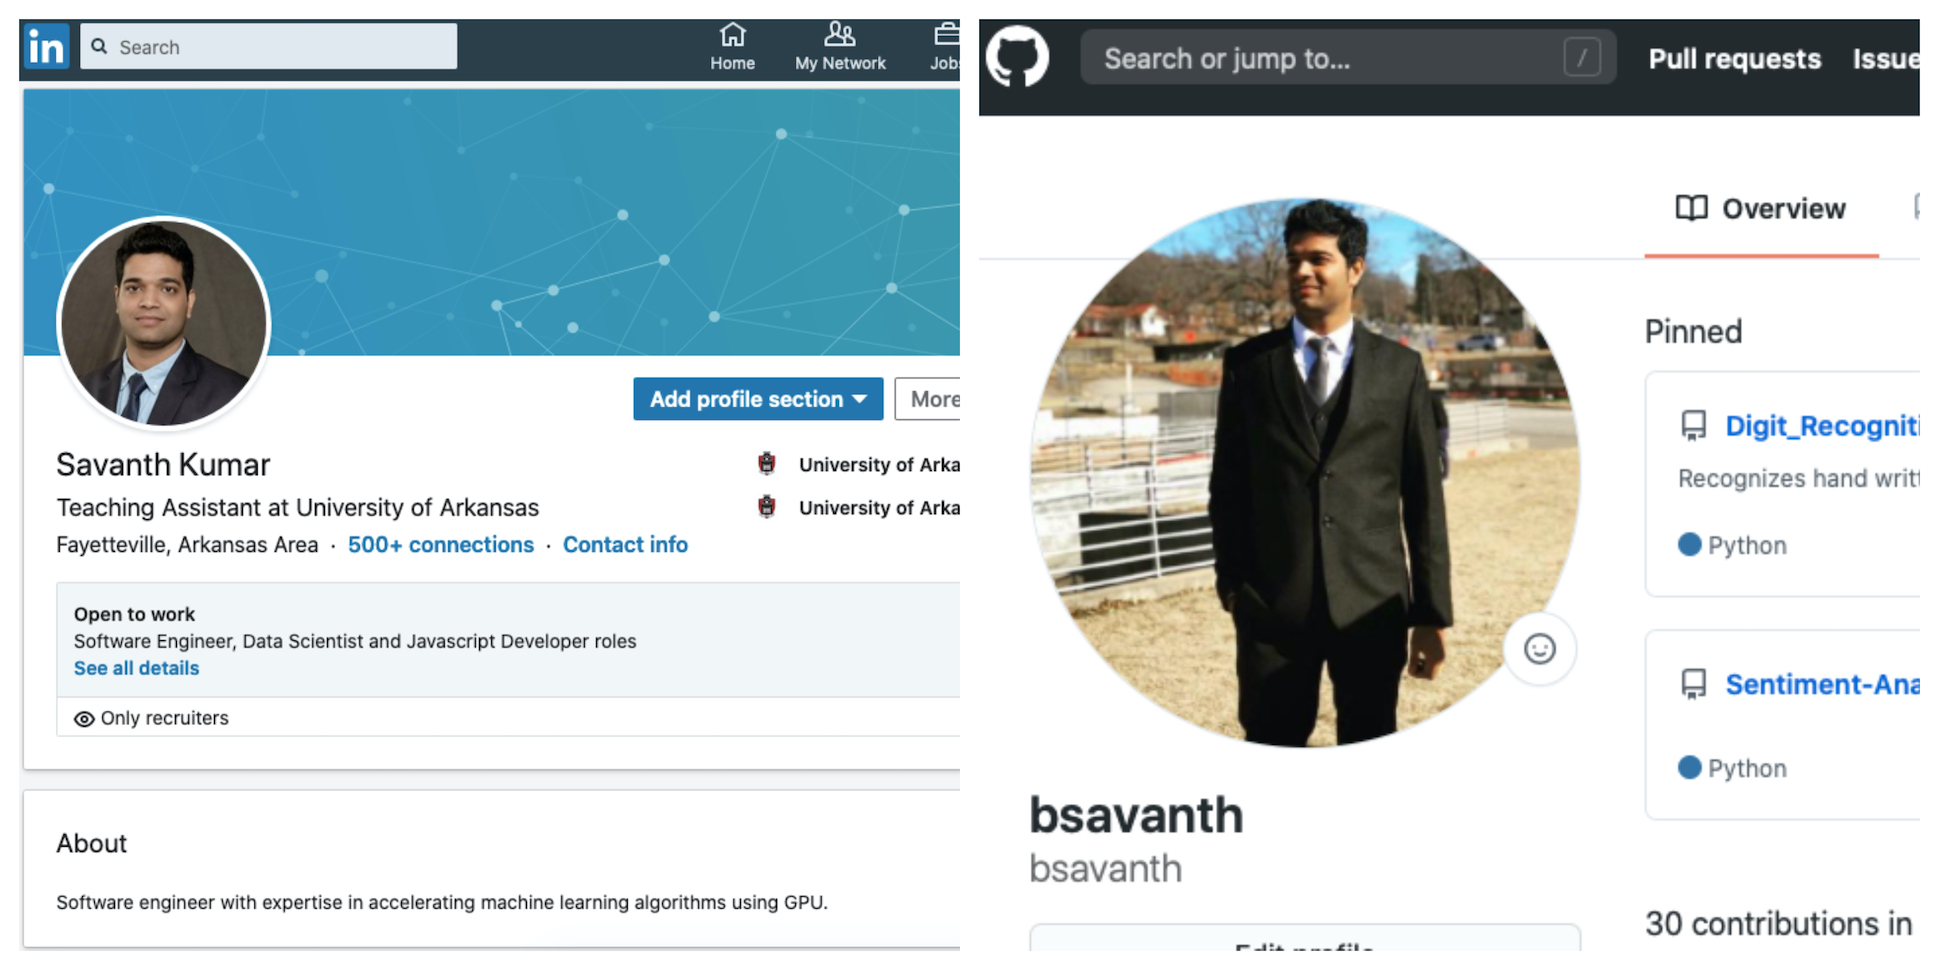 in
Search
Home
My Network
Jobs
Add profile section
More
Savanth Kumar
University of Arka
Teaching Assistant at University of Arkansas
University of Arka
Fayetteville, Arkansas Area · 500+ connections · Contact info
Open to work
Software Engineer, Data Scientist and Javascript Developer roles
See all details
Only recruiters
About
Software engineer with expertise in accelerating machine learning algorithms using GPU.
Search or jump to...
/
Pull requests
Issue
Overview
bsavanth
bsavanth
Edit profile
Pinned
Digit_Recogniti
Recognizes hand writt
Python
Sentiment-Ana
Python
30 contributions in